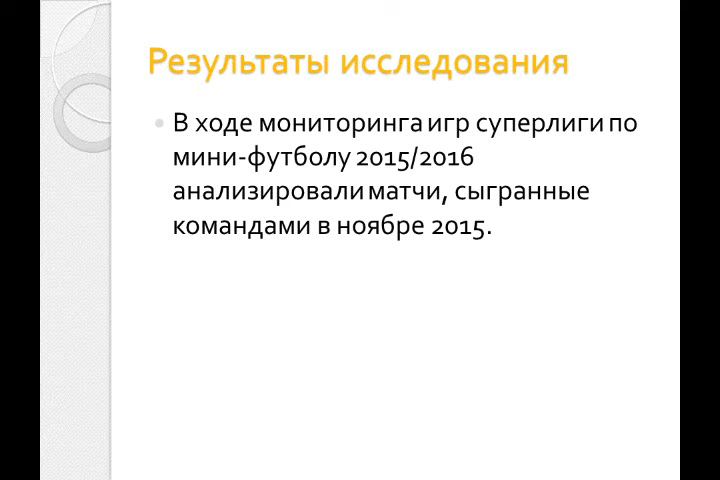 Результаты исследования
В ходе мониторинга игр суперлиги по
мини-футболу 2015/2016
анализировали матчи, сыгранные
командами в ноябре 2015.